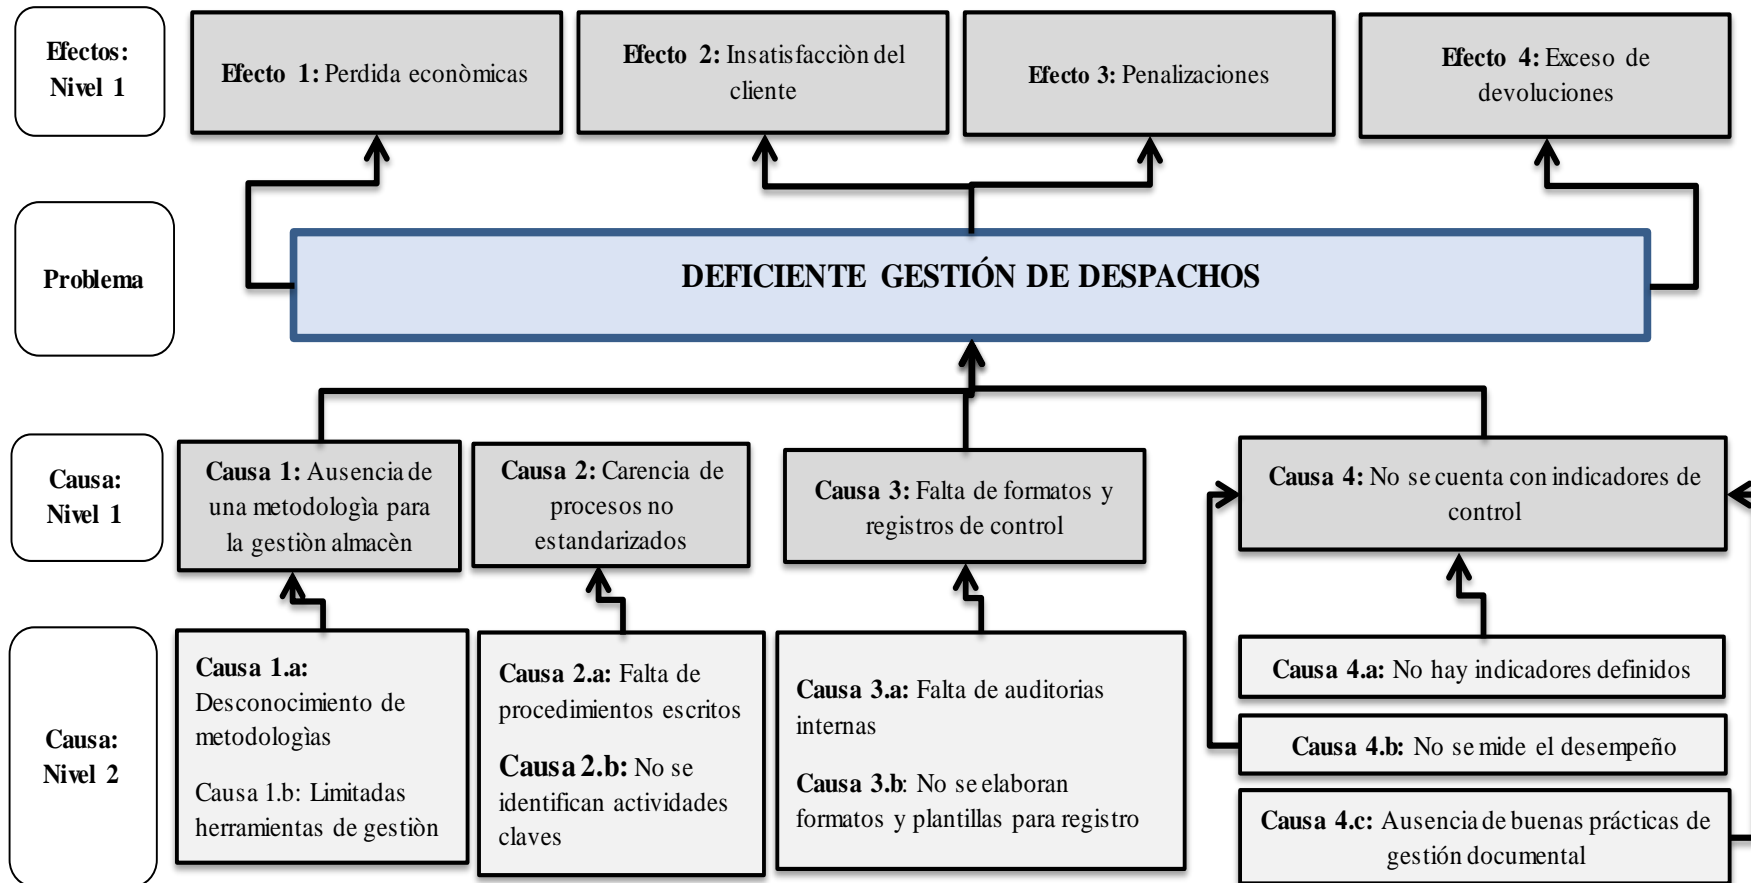 Efectos:
Nivel 1
Efecto 1: Perdida econòmicas
Efecto 2: Insatisfacciòn del
cliente
Efecto 3: Penalizaciones
Efecto 4: Exceso de
devoluciones
Problema
DEFICIENTE GESTIÓN DE DESPACHOS
Causa:
Nivel 1
Causa 1: Ausencia de
una metodologìa para
la gestiòn almacèn
Causa 2: Carencia de
procesos no
estandarizados
Causa 3: Falta de formatos y
registros de control
Causa 4: No se cuenta con indicadores de
control
Causa:
Nivel 2
Causa 1.a:
Desconocimiento de
metodologìas
Causa 1.b: Limitadas
herramientas de gestiòn
Causa 2.a: Falta de
procedimientos escritos
Causa 2.b: No se
identifican actividades
claves
Causa 3.a: Falta de auditorias
internas
Causa 3.b: No se elaboran
formatos y plantillas para registro
Causa 4.a: No hay indicadores definidos
Causa 4.b: No se mide el desempeño
Causa 4.c: Ausencia de buenas prácticas de
gestión documental